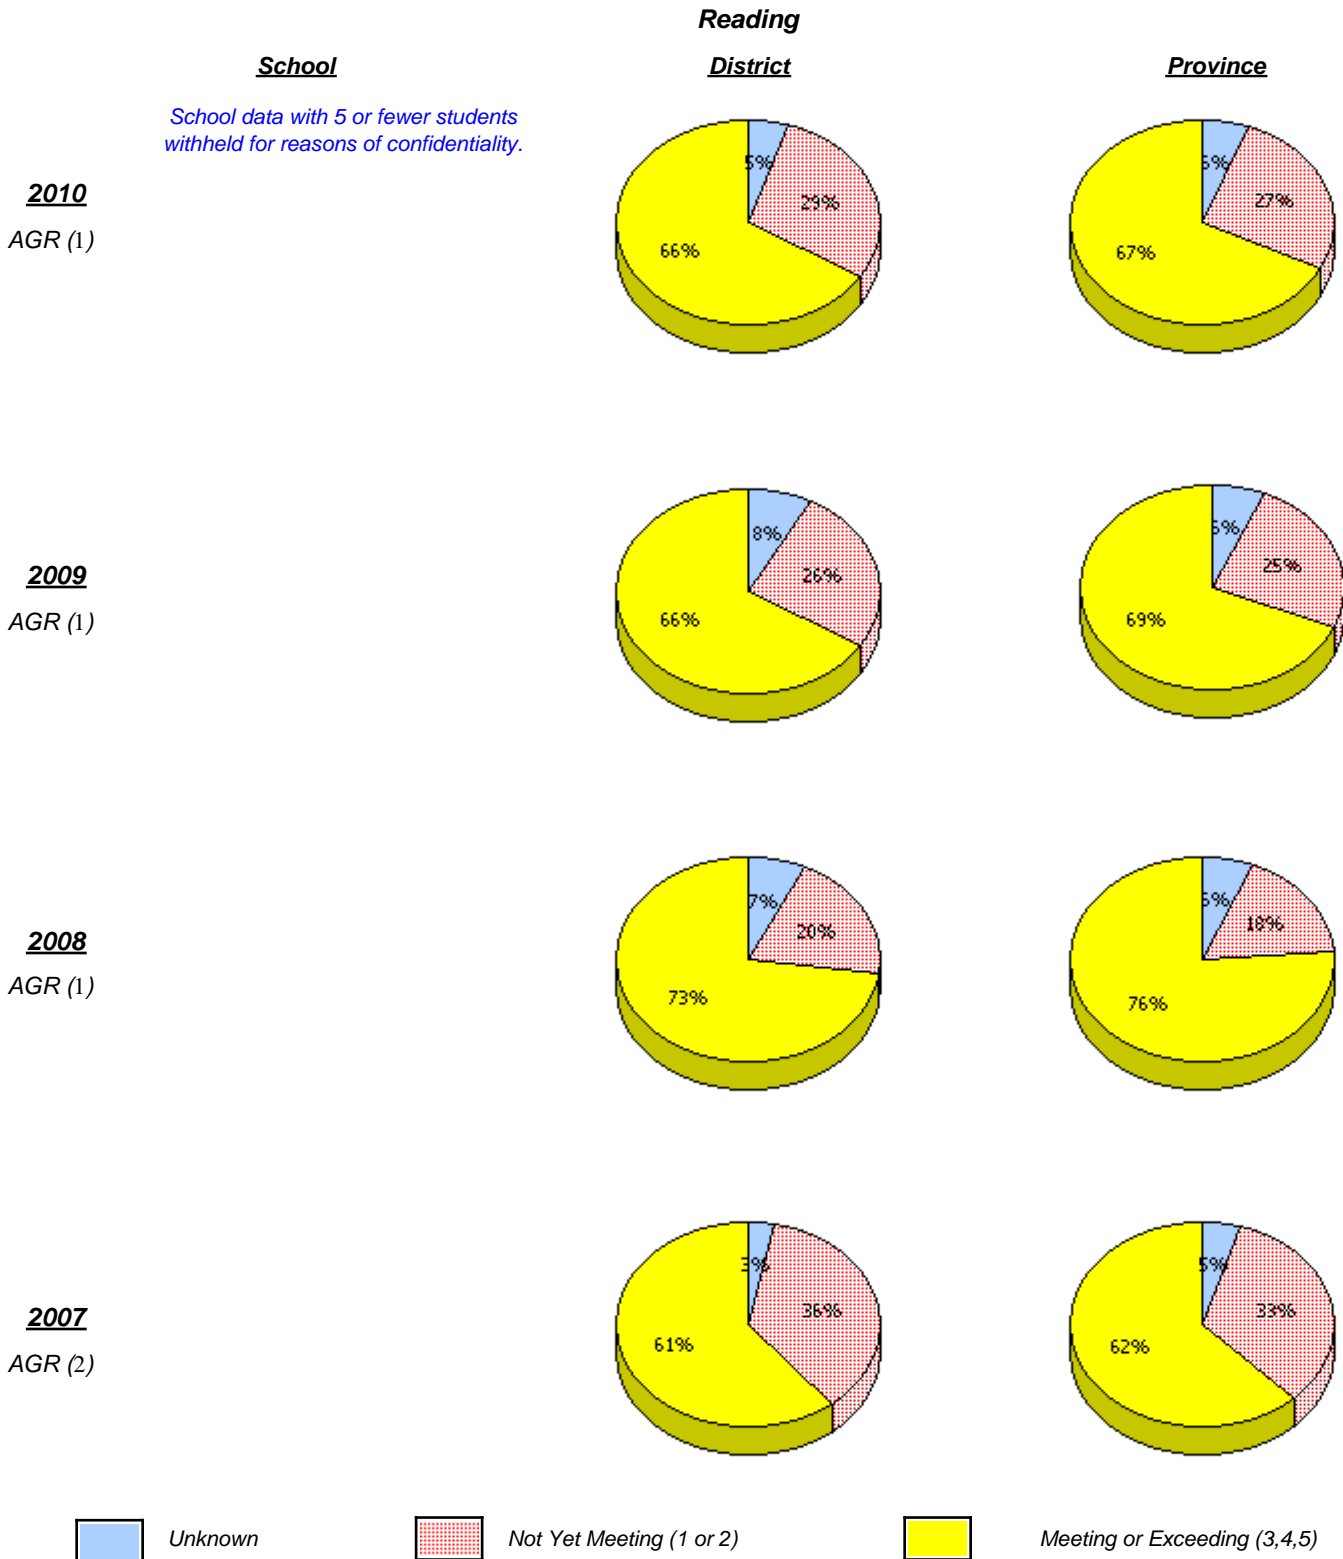 Reading
School
District
Province
School data with 5 or fewer students
withheld for reasons of confidentiality.
2010
AGR (1)
5%
29%
66%
6%
27%
67%
2009
AGR (1)
8%
26%
66%
6%
25%
69%
2008
AGR (1)
7%
20%
73%
6%
18%
76%
2007
AGR (2)
3%
36%
61%
5%
33%
62%
Unknown
Not Yet Meeting (1 or 2)
Meeting or Exceeding (3,4,5)